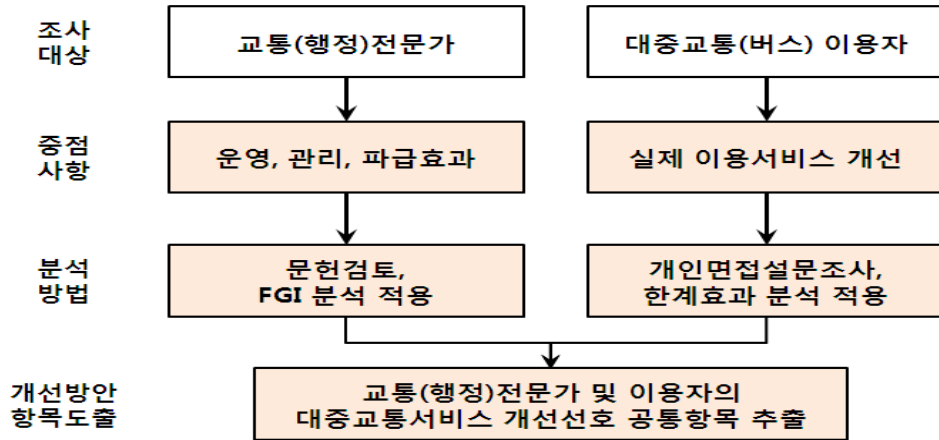 조사
대상
교통(행정)전문가
대중교통(버스) 이용자
중점
사항
운영, 관리, 파급효과
실제 이용서비스 개선
분석
방법
문헌검토,
FGI 분석 적용
개인면접설문조사,
한계효과 분석 적용
개선방안
항목도출
교통(행정)전문가 및 이용자의
대중교통서비스 개선선호 공통항목 추출